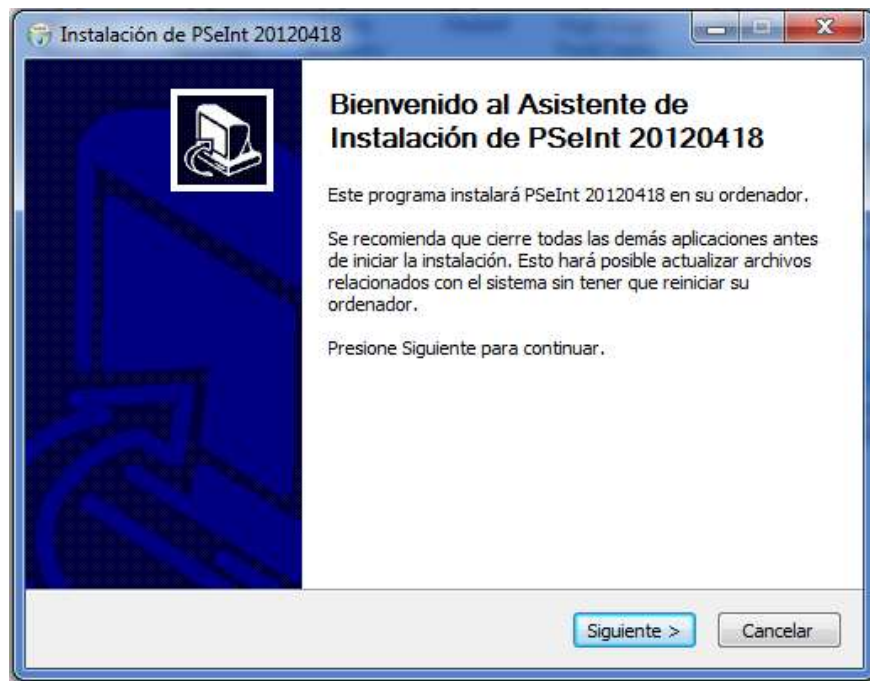 Instalación de PSeInt 20120418
Bienvenido al Asistente de
Instalación de PSeInt 20120418
Este programa instalará PSeInt 20120418 en su ordenador.
Se recomienda que cierre todas las demás aplicaciones antes
de iniciar la instalación. Esto hará posible actualizar archivos
relacionados con el sistema sin tener que reiniciar su
ordenador.
Presione Siguiente para continuar.
Siguiente >
Cancelar